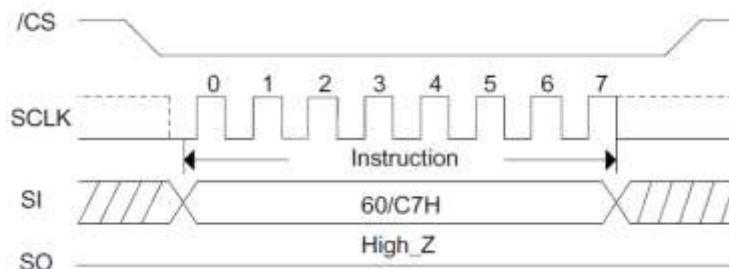 /CS
0 1 2 3 4 5 6 7
SCLK
Instruction
SI
60/C7H
High_Z
SO